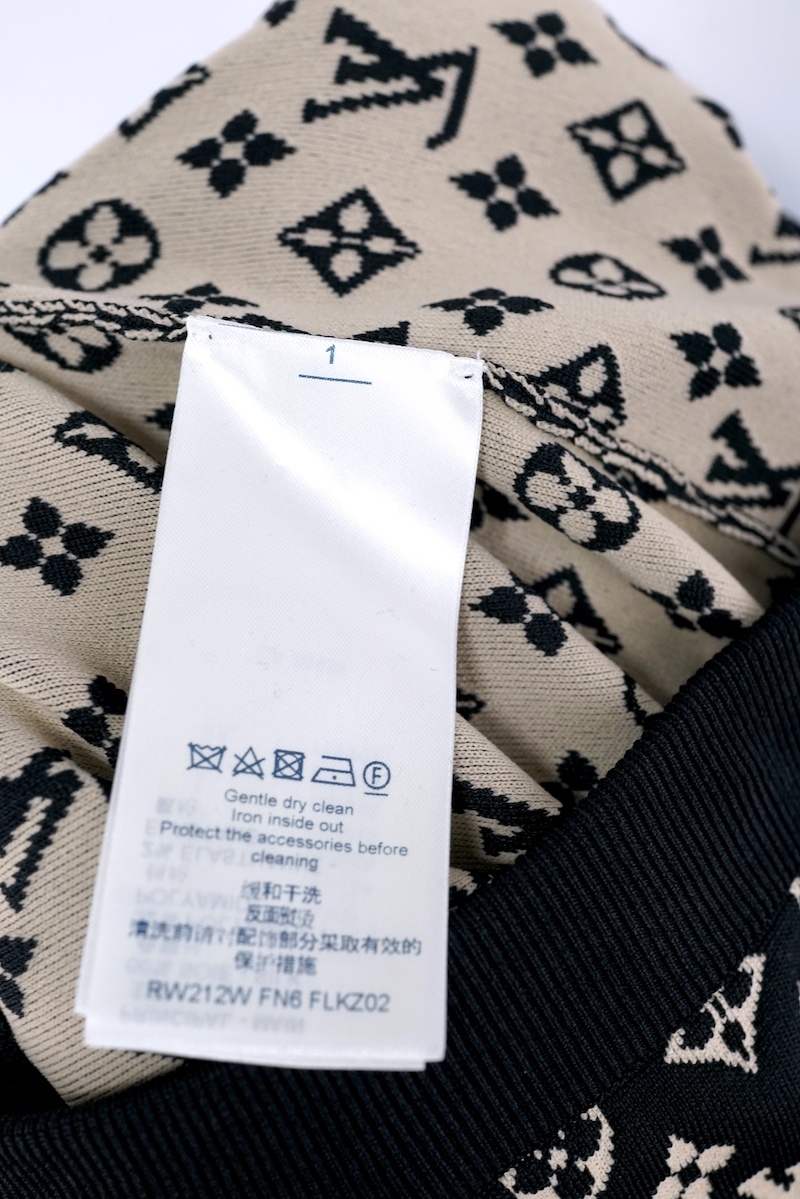 1
F
Gentle dry clean
Iron inside out
Protect the accessories before
cleaning
缓和干洗
反面熨烫
清洗前请对配饰部分采取有效的
保护措施
RW212W FN6 FLKZ02